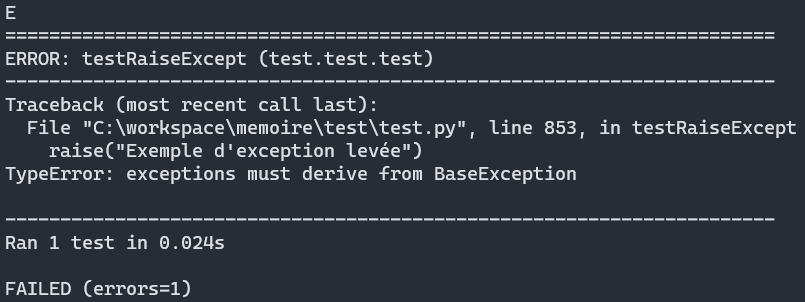 E
======================================================================
ERROR: testRaiseExcept (test.test.test)
----------------------------------------------------------------------
Traceback (most recent call last):
  File "C:\workspace\memoire\test\test.py", line 853, in testRaiseExcept
    raise("Exemple d'exception levée")
TypeError: exceptions must derive from BaseException

----------------------------------------------------------------------
Ran 1 test in 0.024s

FAILED (errors=1)